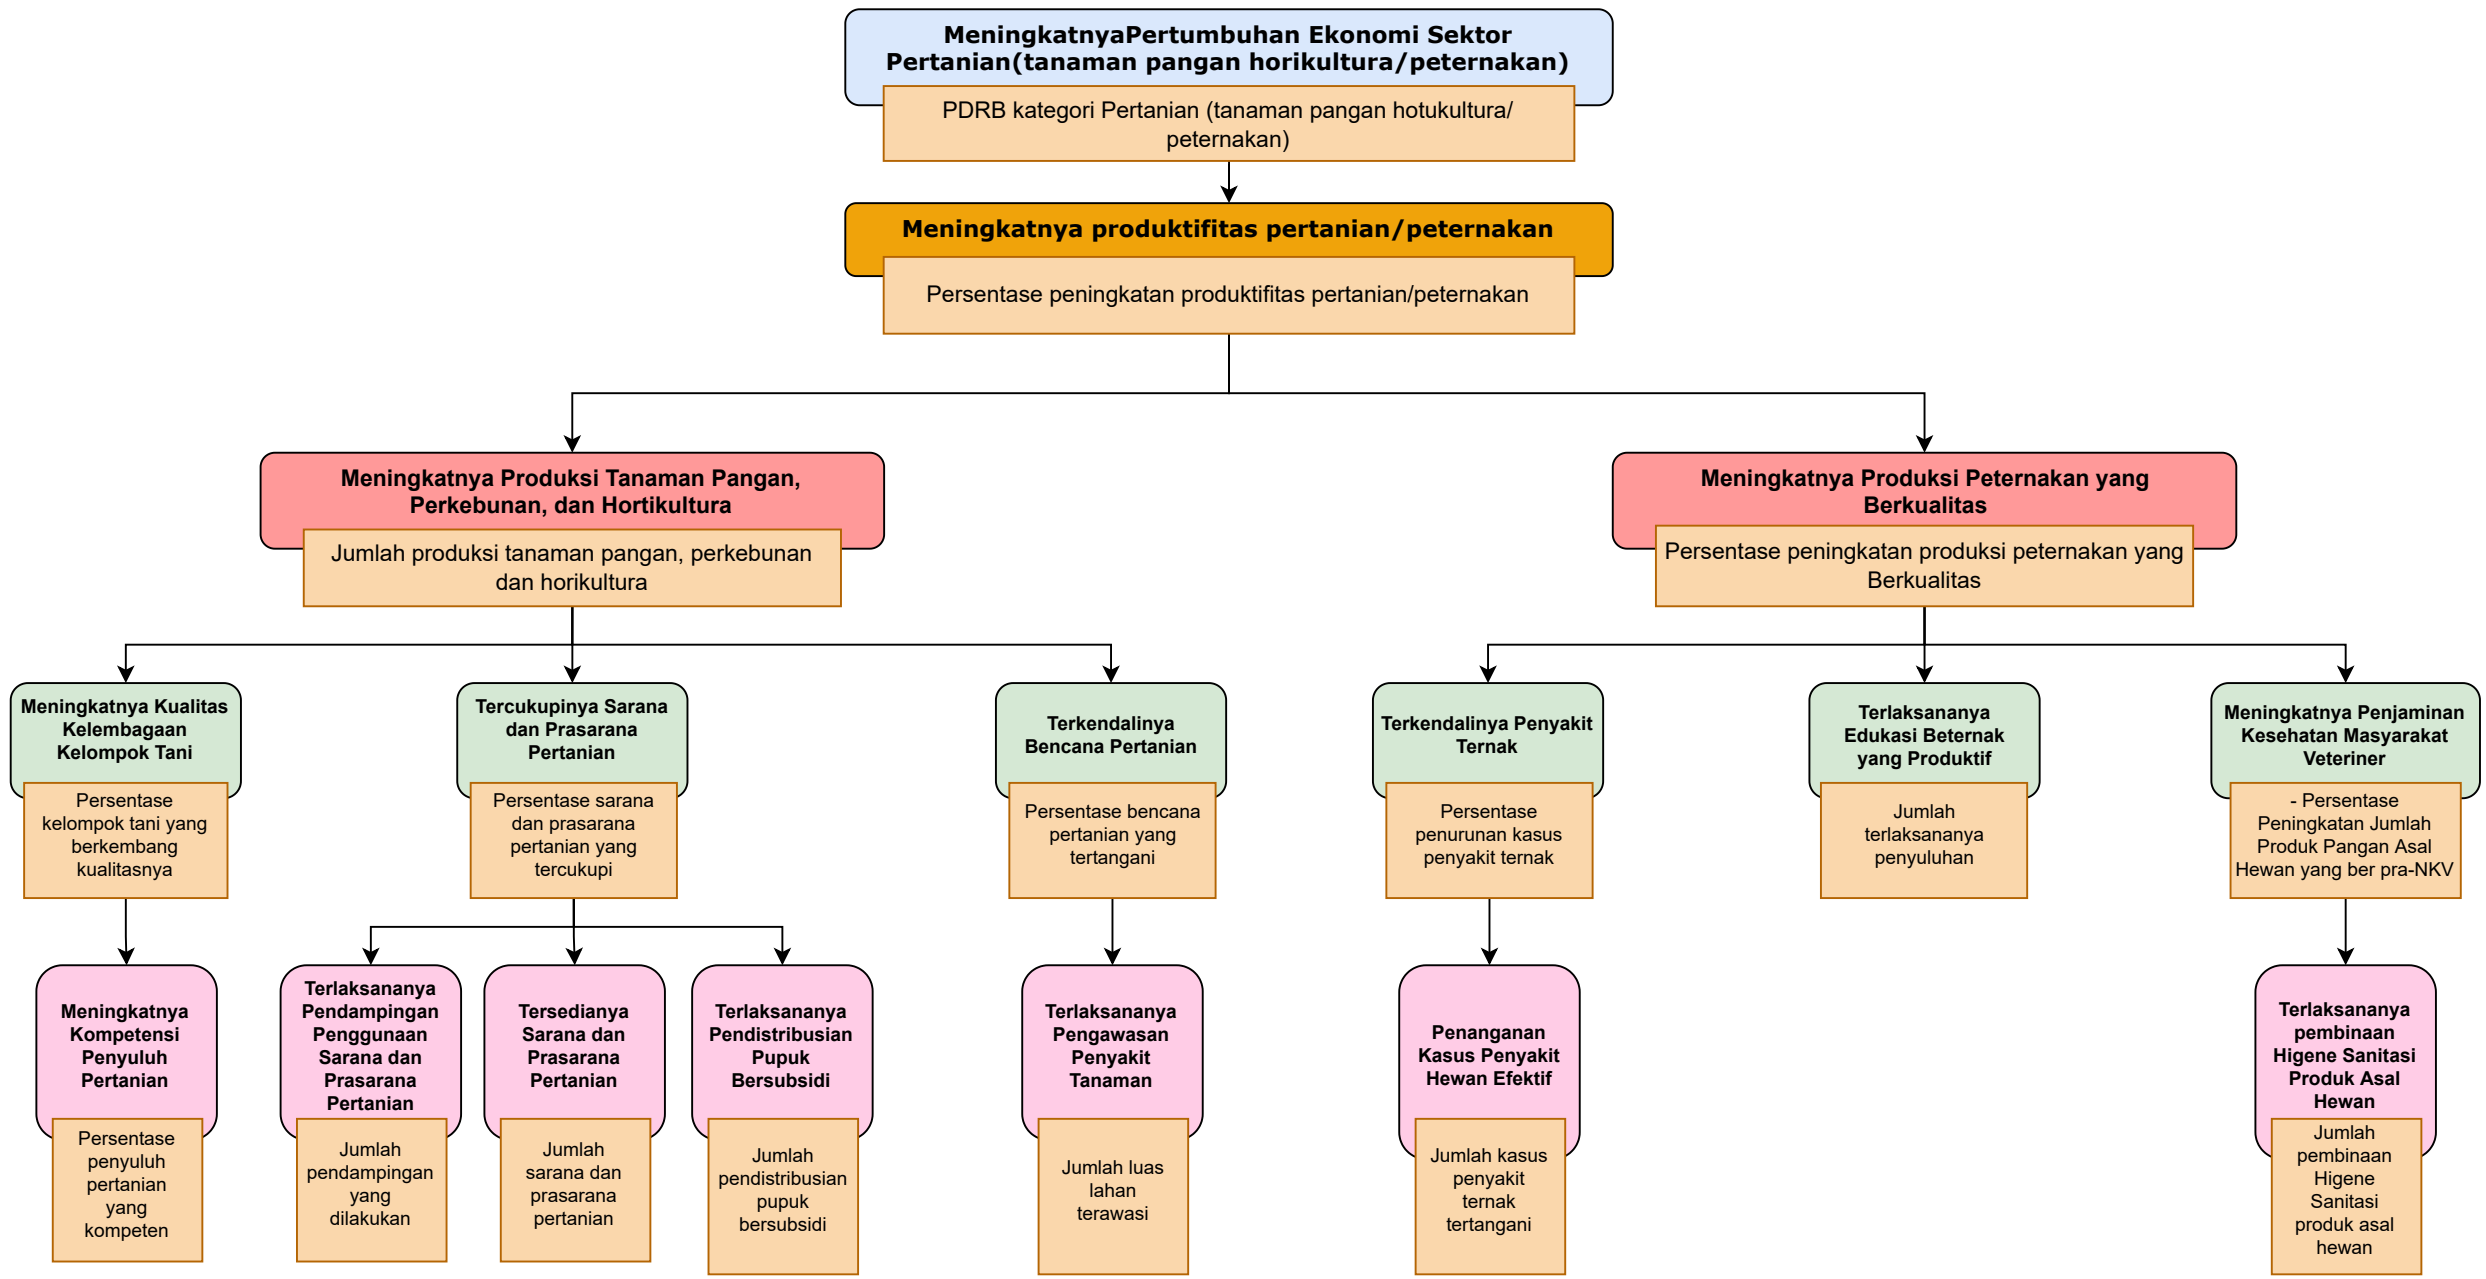 MeningkatnyaPertumbuhan Ekonomi Sektor
Pertanian(tanaman pangan horikultura/peternakan)
PDRB kategori Pertanian (tanaman pangan hotukultura/
peternakan)
Meningkatnya produktifitas pertanian/peternakan
Persentase peningkatan produktifitas pertanian/peternakan
Meningkatnya Produksi Tanaman Pangan,
Perkebunan, dan Hortikultura
Jumlah produksi tanaman pangan, perkebunan
dan horikultura
Meningkatnya Produksi Peternakan yang
Berkualitas
Persentase peningkatan produksi peternakan yang
Berkualitas
Meningkatnya Kualitas
Kelembagaan
Kelompok Tani
Persentase
kelompok tani yang
berkembang
kualitasnya
Tercukupinya Sarana
dan Prasarana
Pertanian
Persentase sarana
dan prasarana
pertanian yang
tercukupi
Terkendalinya
Bencana Pertanian
Persentase bencana
pertanian yang
tertangani
Terkendalinya Penyakit
Ternak
Persentase
penurunan kasus
penyakit ternak
Terlaksananya
Edukasi Beternak
yang Produktif
Jumlah
terlaksananya
penyuluhan
Meningkatnya Penjaminan
Kesehatan Masyarakat
Veteriner
- Persentase
Peningkatan Jumlah
Produk Pangan Asal
Hewan yang ber pra-NKV
Meningkatnya
Kompetensi
Penyuluh
Pertanian
Persentase
penyuluh
pertanian
yang
kompeten
Terlaksananya
Pendampingan
Penggunaan
Sarana dan
Prasarana
Pertanian
Jumlah
pendampingan
yang
dilakukan
Tersedianya
Sarana dan
Prasarana
Pertanian
Jumlah
sarana dan
prasarana
pertanian
Terlaksananya
Pendistribusian
Pupuk
Bersubsidi
Jumlah
pendistribusian
pupuk
bersubsidi
Terlaksananya
Pengawasan
Penyakit
Tanaman
Jumlah luas
lahan
terawasi
Penanganan
Kasus Penyakit
Hewan Efektif
Jumlah kasus
penyakit
ternak
tertangani
Terlaksananya
pembinaan
Higene Sanitasi
Produk Asal
Hewan
Jumlah
pembinaan
Higene
Sanitasi
produk asal
hewan